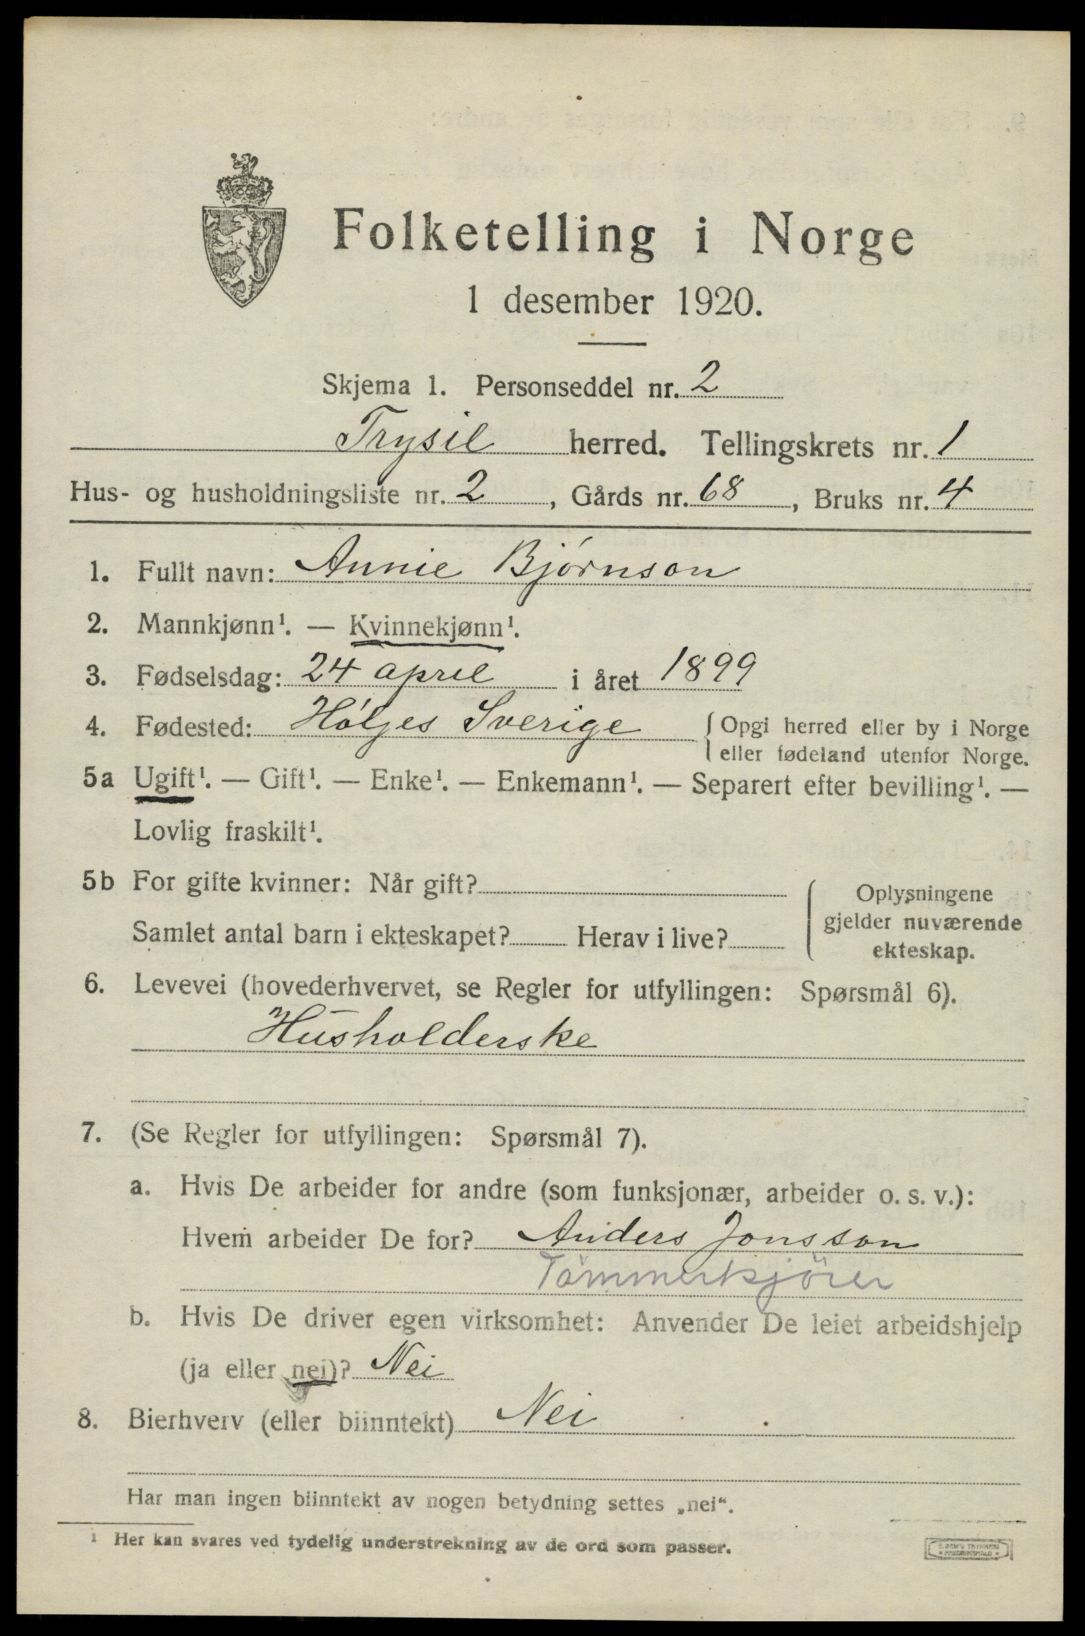 Folketelling i Norge
1 desember 1920.
Skjema 1. Personseddel nr. 2
Trysil herred. Tellingskrets nr. 1
Hus- og husholdningsliste nr. 2, Gårds nr. 68, Bruks nr. 4
1. Fullt navn: Annie Bjørnson
2. Mannkjønn¹. — Kvinnekjønn¹.
3. Fødselsdag: 24 april i året 1899
4. Fødested: Höljes Sverige { Opgi herred eller by i Norge
eller fødeland utenfor Norge.
5a Ugift¹. — Gift¹. — Enke¹. — Enkemann¹. — Separert efter bevilling¹. —
Lovlig fraskilt¹.
5b For gifte kvinner: Når gift?
Samlet antal barn i ekteskapet? Herav i live?
{ Oplysningene
gjelder nuværende
ekteskap.
6. Levevei (hovederhvervet, se Regler for utfyllingen: Spørsmål 6).
Husholderske
7. (Se Regler for utfyllingen: Spørsmål 7).
a. Hvis De arbeider for andre (som funksjonær, arbeider o. s. v.):
Hvem arbeider De for? Anders Jonsson
Tömmerkjörer
b. Hvis De driver egen virksomhet: Anvender De leiet arbeidshjelp
(ja eller nei)? Nei
8. Bierhverv (eller biinntekt) Nei
Har man ingen biinntekt av nogen betydning settes „nei“.
¹ Her kan svares ved tydelig understrekning av de ord som passer.